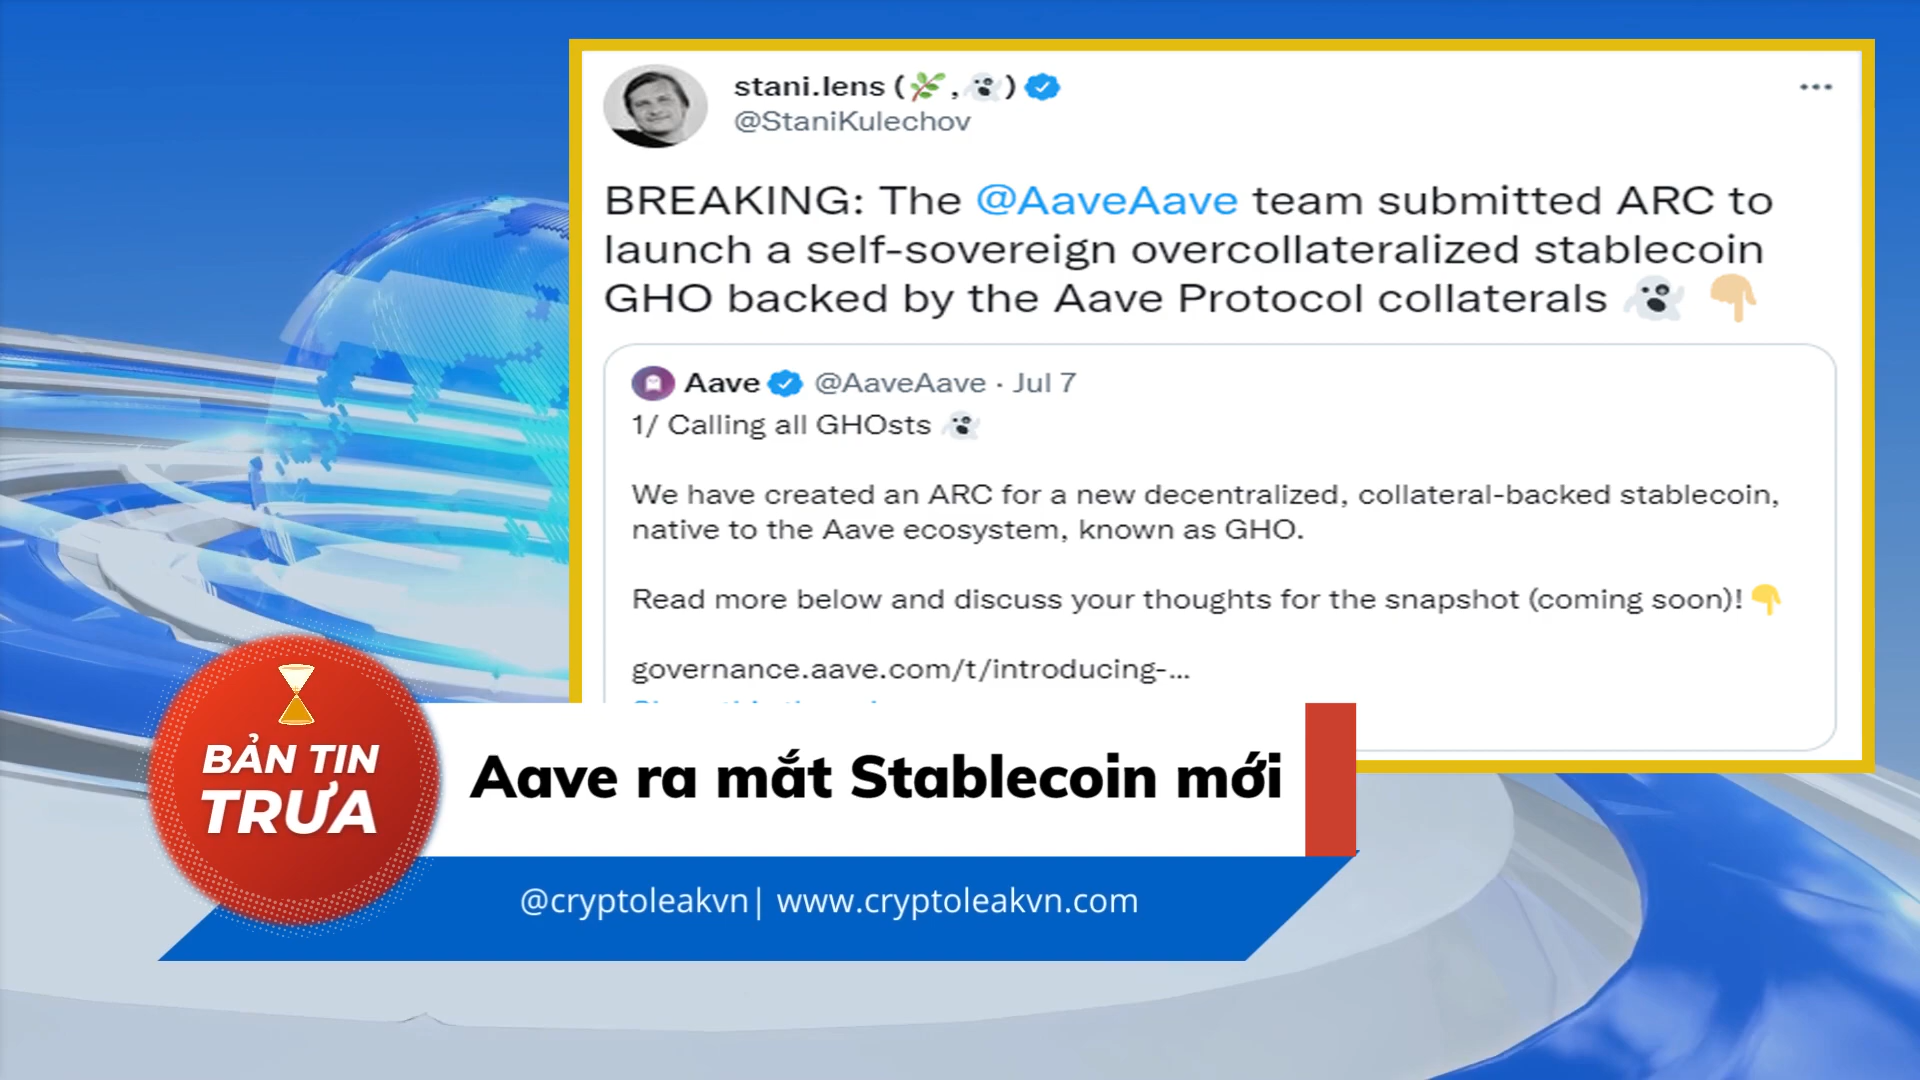 stani.lens (🌿,👻)
@StaniKulechov
BREAKING: The @AaveAave team submitted ARC to
launch a self-sovereign overcollateralized stablecoin
GHO backed by the Aave Protocol collaterals 👻 👇🏼
Aave @AaveAave · Jul 7
1/ Calling all GHOsts 👻
We have created an ARC for a new decentralized, collateral-backed stablecoin,
native to the Aave ecosystem, known as GHO.
Read more below and discuss your thoughts for the snapshot (coming soon)! 👇
governance.aave.com/t/introducing-...
BẢN TIN
TRƯA
Aave ra mắt Stablecoin mới
@cryptoleakvn| www.cryptoleakvn.com